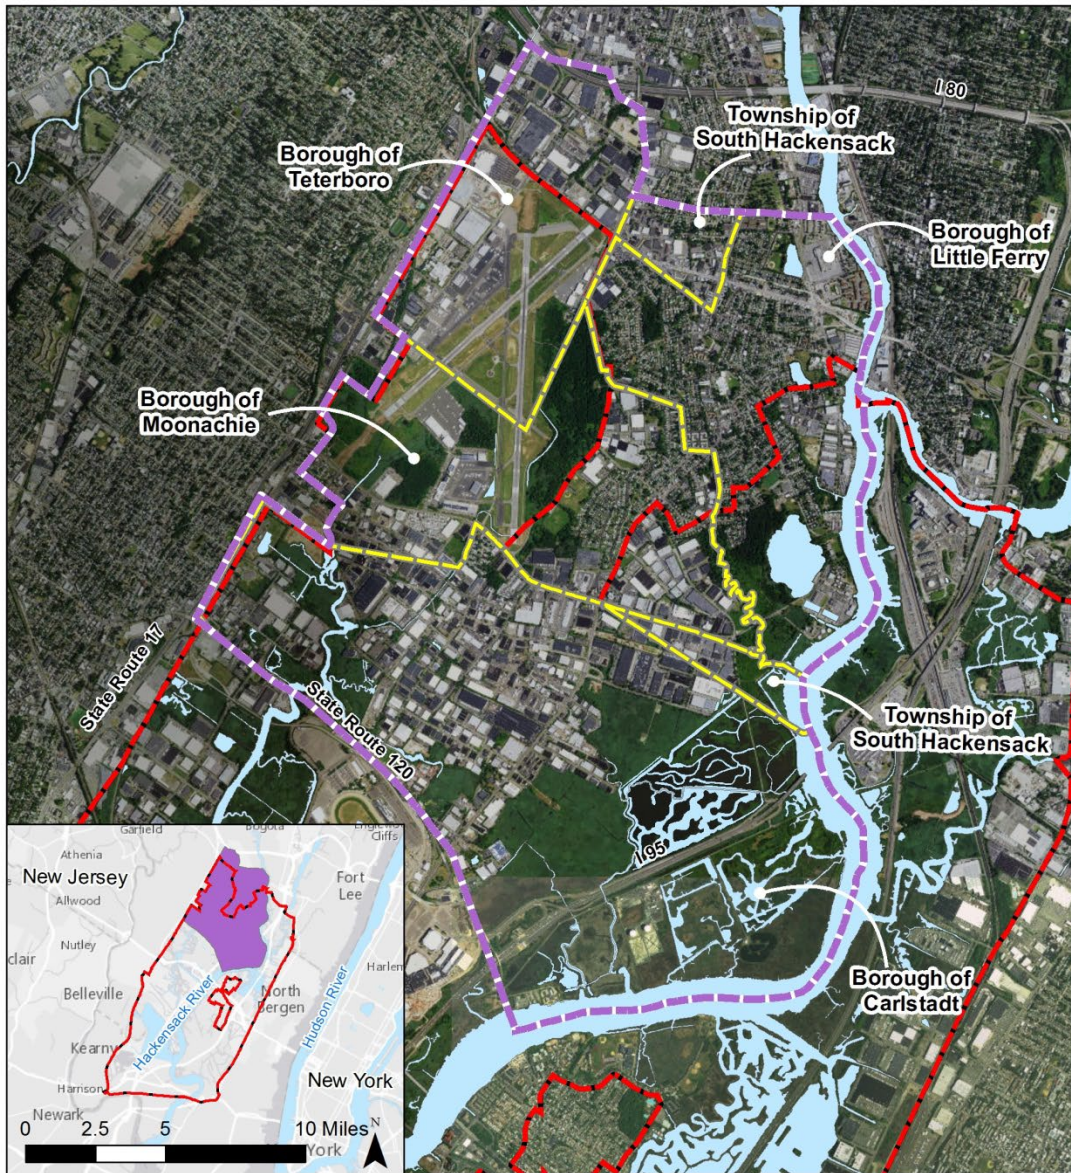 I 80
Township of
South Hackensack
Borough of
Teterboro
Borough of
Little Ferry
Borough of
Moonachie
State Route 17
State Route 120
Township of
South Hackensack
I 95
Borough of
Carlstadt
Garfield
Bogota
Cliffs
Athenia
New Jersey
Fort
Lee
Allwood
Nutley
clair
Harlem
Belleville
Hackensack River
North
Bergen
Hudson River
Kearny
New York
Harrison
Newark
York
N
0 2.5 5 10 Miles